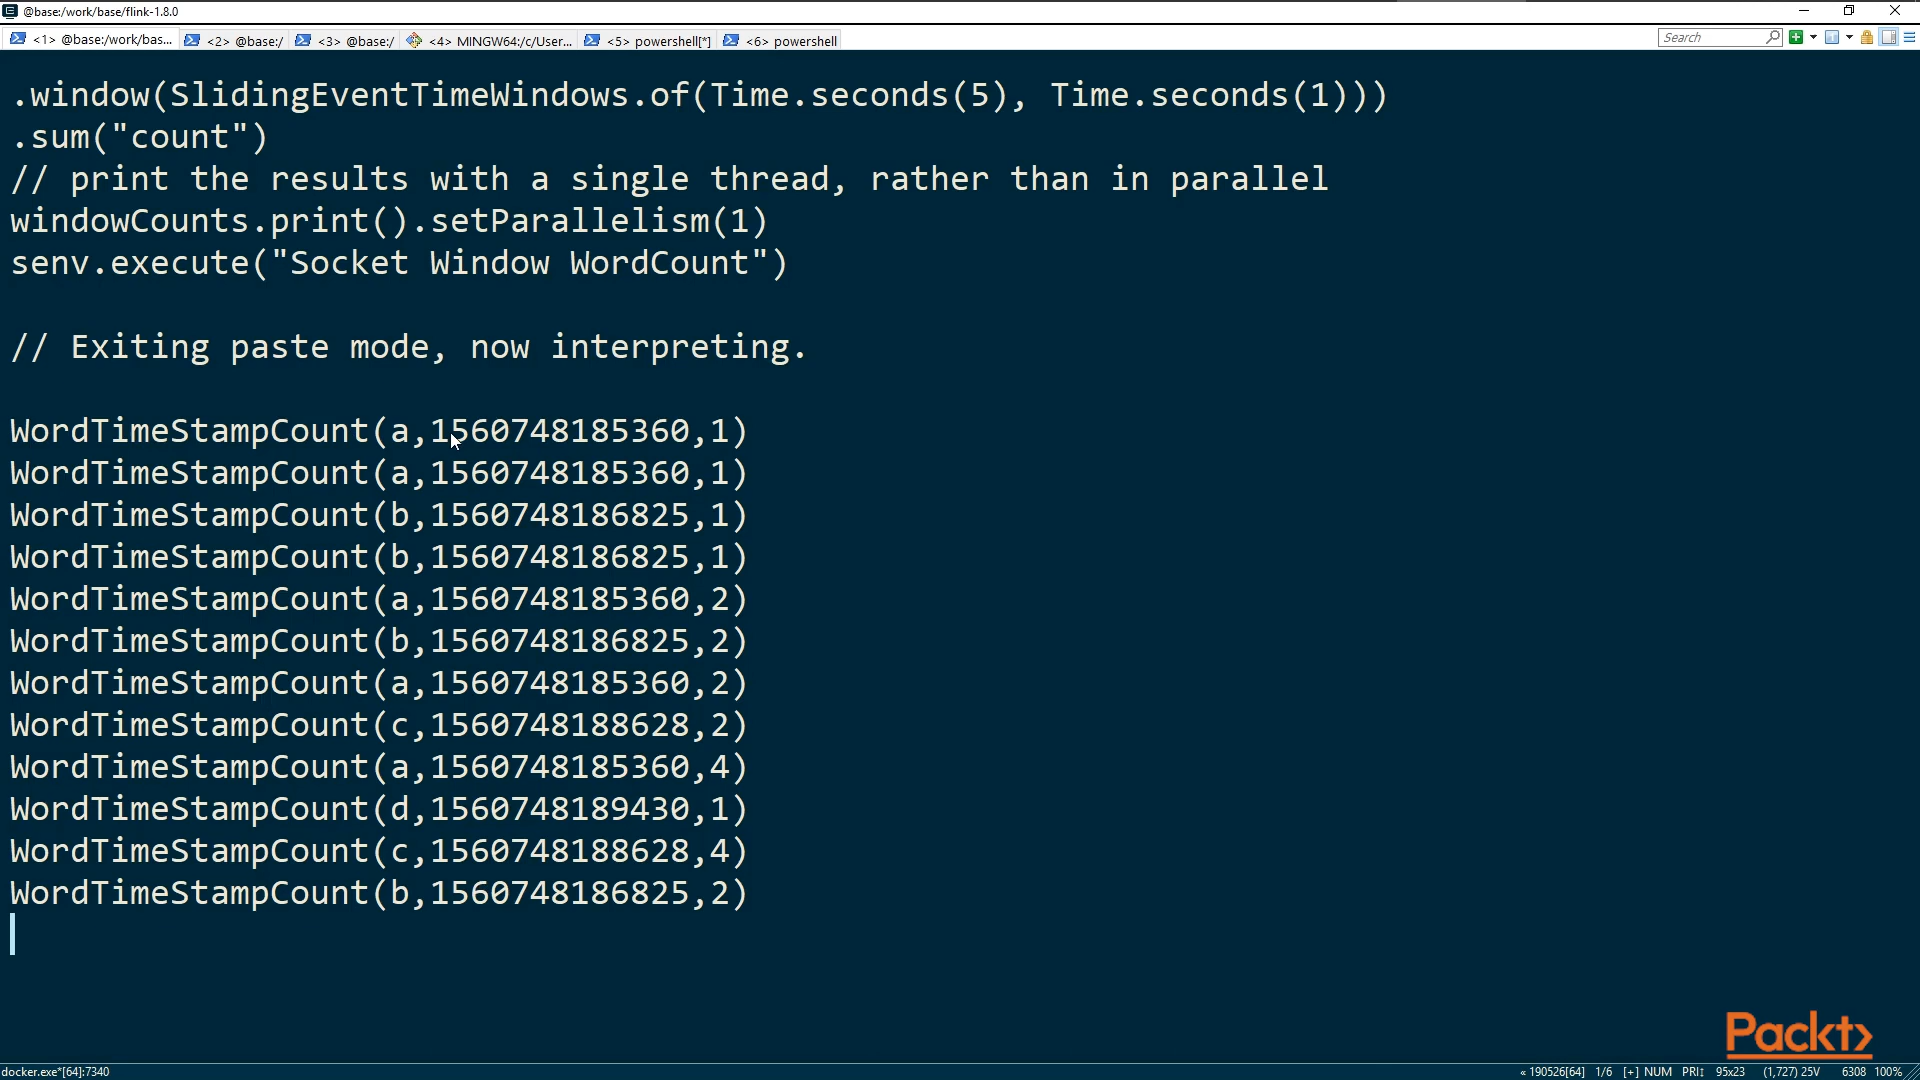 @base:/work/base/flink-1.8.0
<1> @base:/work/bas... <2> @base:/ <3> @base:/ <4> MINGW64:/c/User... <5> powershell[*] <6> powershell Search
.window(SlidingEventTimeWindows.of(Time.seconds(5), Time.seconds(1)))
.sum("count")
// print the results with a single thread, rather than in parallel
windowCounts.print().setParallelism(1)
senv.execute("Socket Window WordCount")
// Exiting paste mode, now interpreting.
WordTimeStampCount(a,1560748185360,1)
WordTimeStampCount(a,1560748185360,1)
WordTimeStampCount(b,1560748186825,1)
WordTimeStampCount(b,1560748186825,1)
WordTimeStampCount(a,1560748185360,2)
WordTimeStampCount(b,1560748186825,2)
WordTimeStampCount(a,1560748185360,2)
WordTimeStampCount(c,1560748188628,2)
WordTimeStampCount(a,1560748185360,4)
WordTimeStampCount(d,1560748189430,1)
WordTimeStampCount(c,1560748188628,4)
WordTimeStampCount(b,1560748186825,2)
Packt>
docker.exe*[64]:7340 « 190526[64] 1/6 [+] NUM PRI↕ 95x23 (1,727) 25V 6308 100%